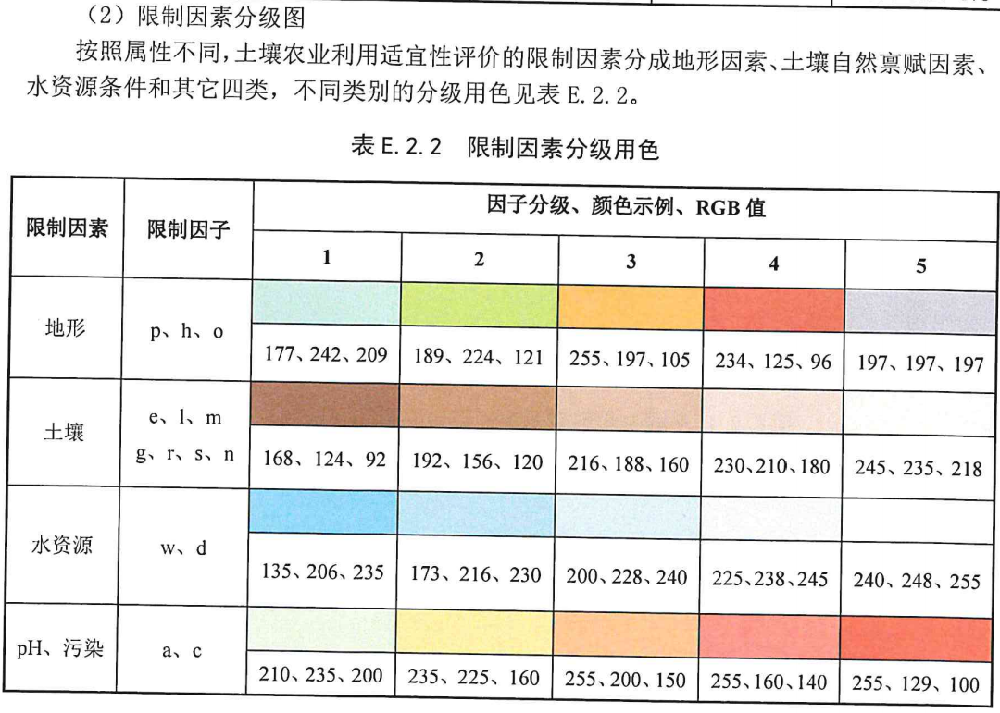 （2）限制因素分级图
按照属性不同，土壤农业利用适宜性评价的限制因素分成地形因素、土壤自然禀赋因素、
水资源条件和其它四类，不同类别的分级用色见表 E.2.2。
表 E.2.2 限制因素分级用色
限制因素 限制因子 因子分级、颜色示例、RGB 值
1 2 3 4 5
地形 p、h、o
177、242、209 189、224、121 255、197、105 234、125、96 197、197、197
土壤 e、l、m
g、r、s、n 168、124、92 192、156、120 216、188、160 230、210、180 245、235、218
水资源 w、d
135、206、235 173、216、230 200、228、240 225、238、245 240、248、255
pH、污染 a、c
210、235、200 235、225、160 255、200、150 255、160、140 255、129、100